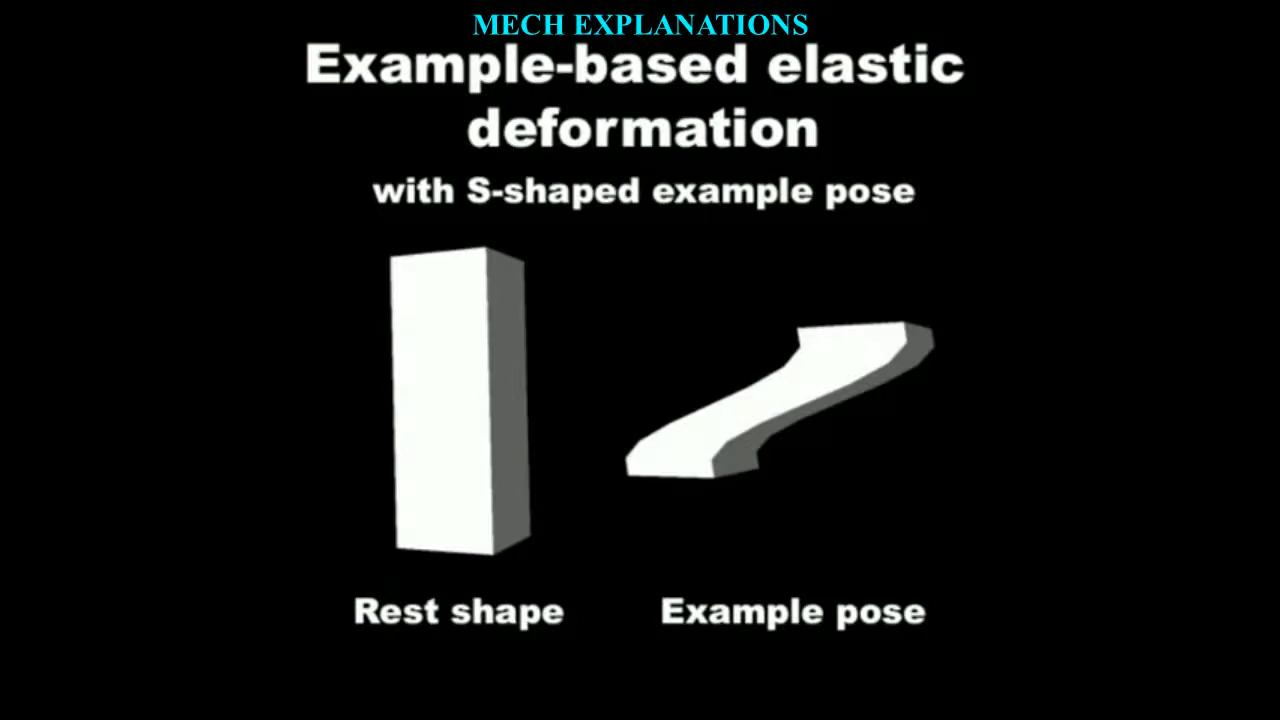 MECH EXPLANATIONS
Example-based elastic
deformation
with S-shaped example pose
Rest shape
Example pose